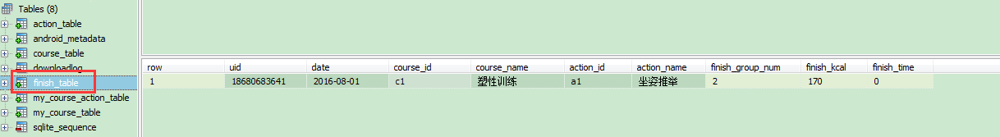 Tables (8)
action_table
android_metadata
course_table
downloadlog
finish_table
my_course_action_table
my_course_table
sqlite_sequence
row uid date course_id course_name action_id action_name finish_group_num finish_kcal finish_time
1 18680683641 2016-08-01 c1 塑性训练 a1 坐姿推举 2 170 0